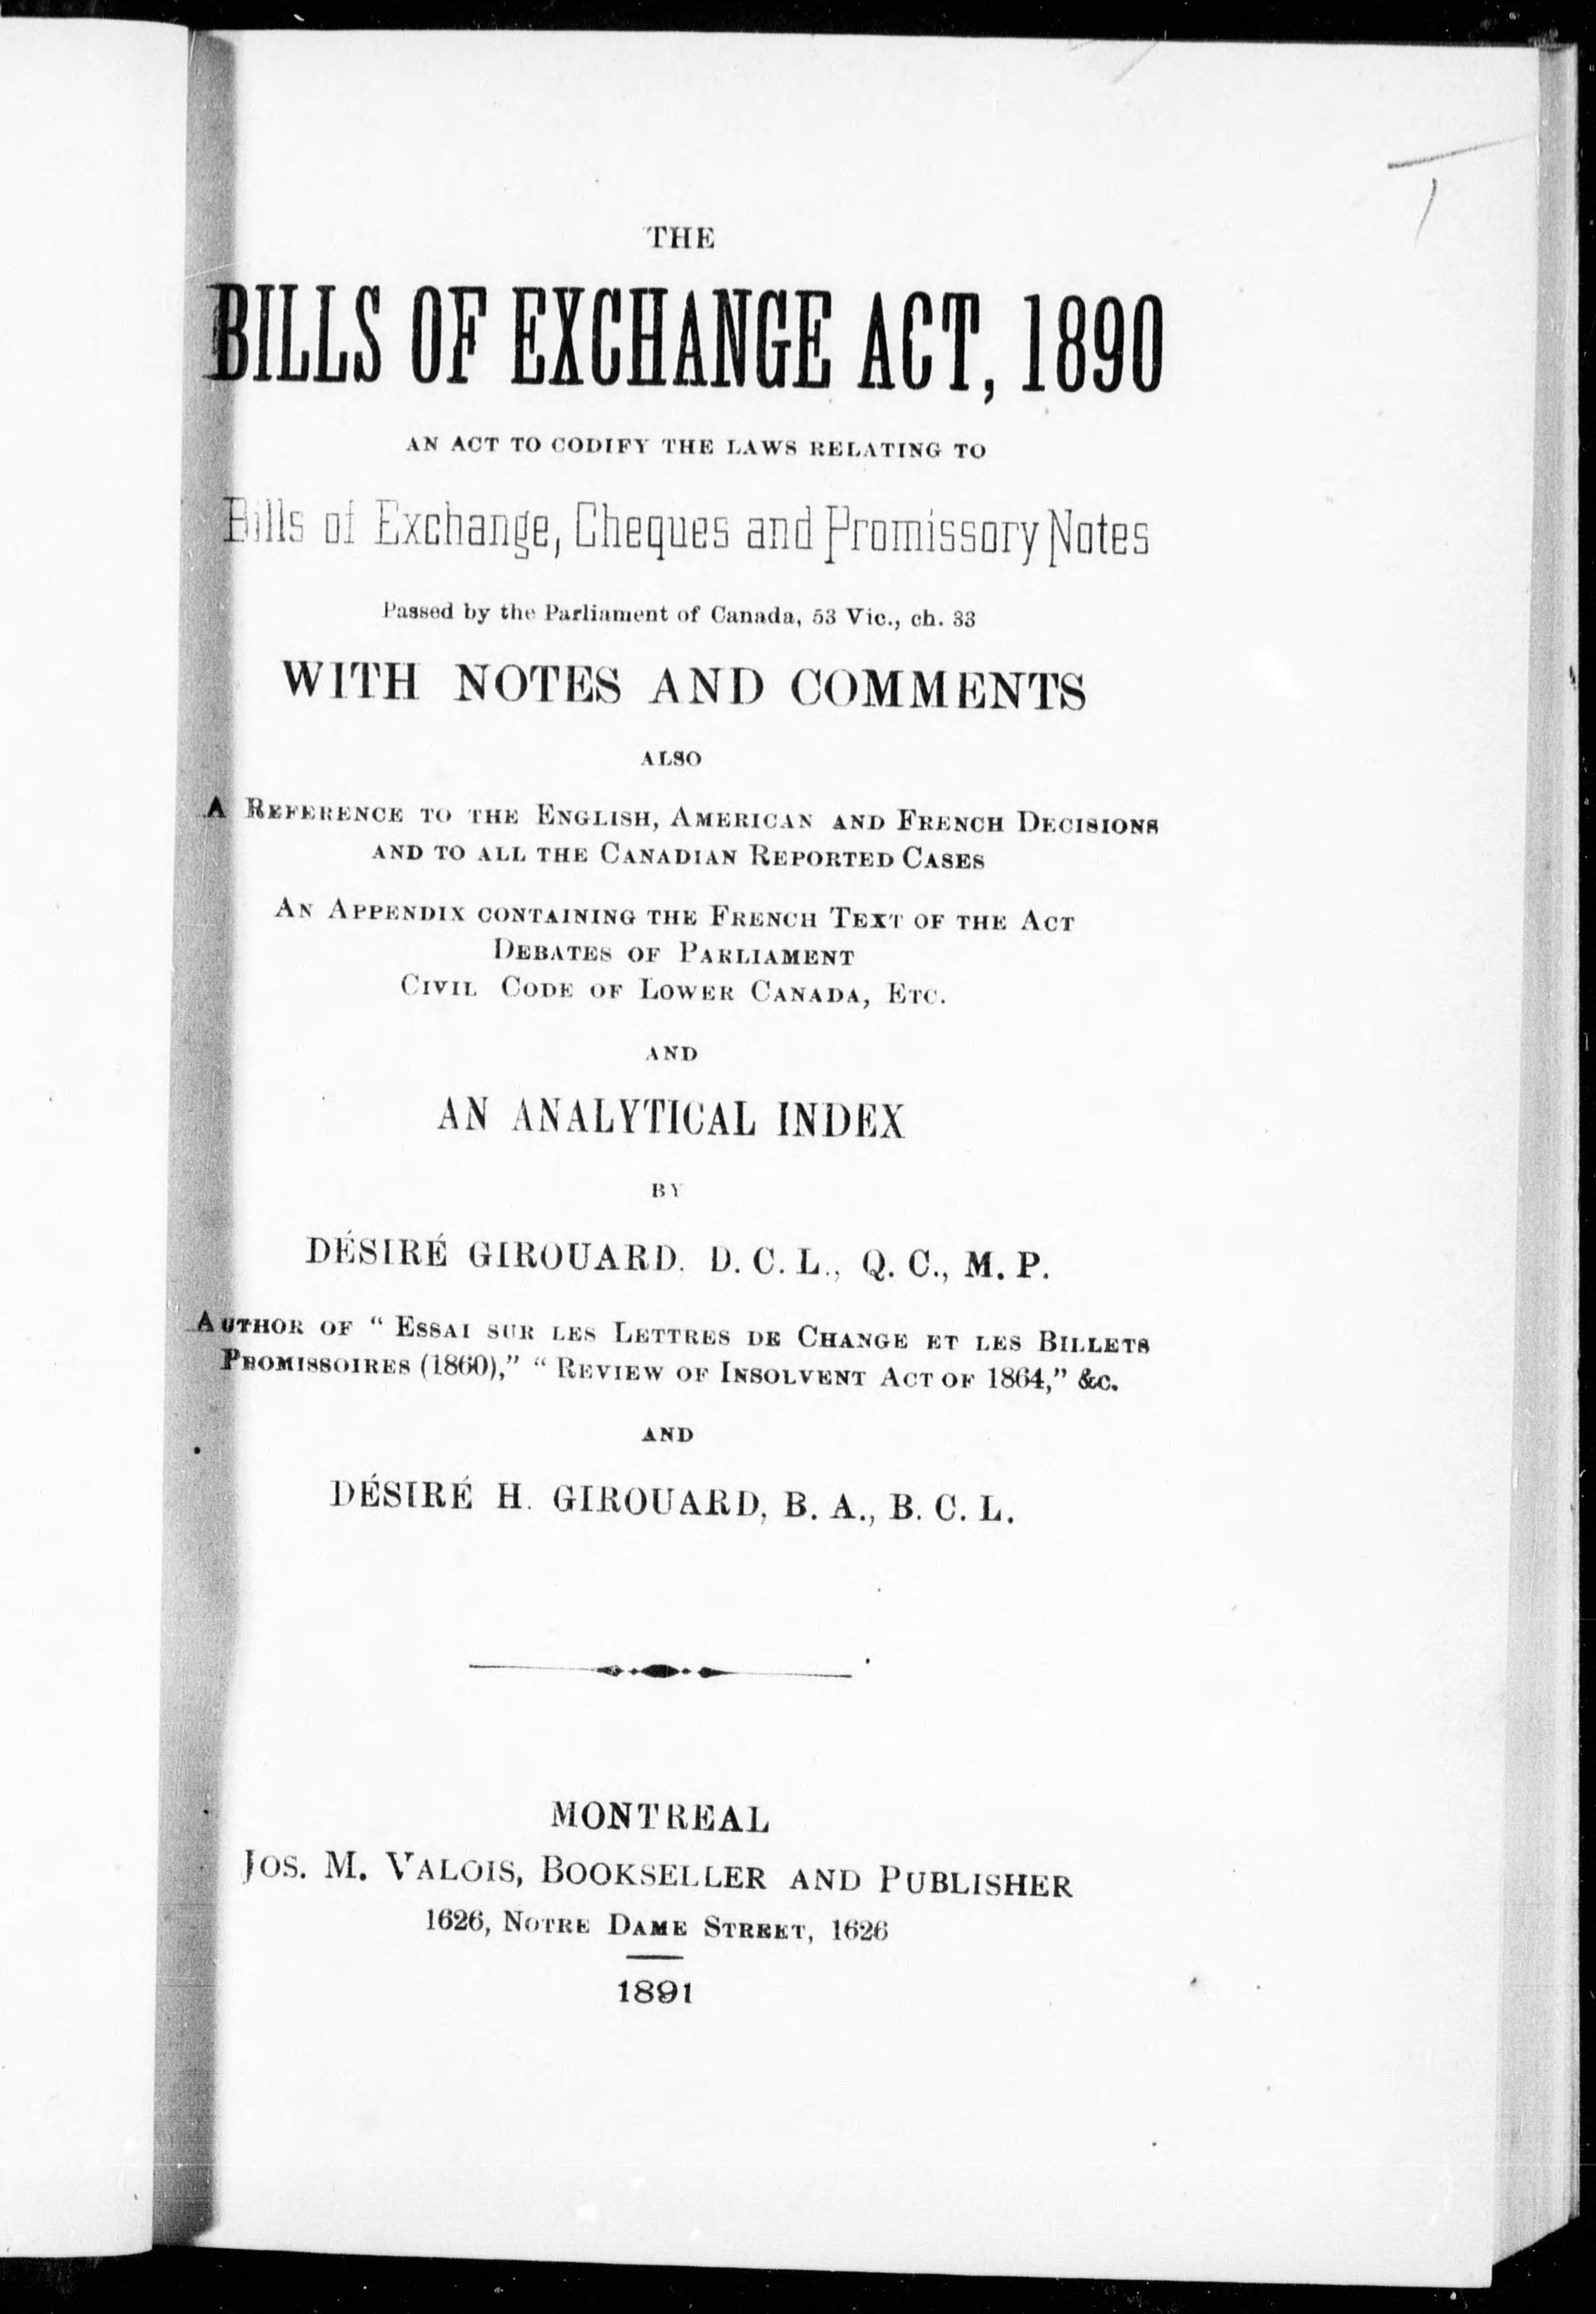 THE
BILLS OF EXCHANGE ACT, 1890
AN ACT TO CODIFY THE LAWS RELATING TO
Bills of Exchange, Cheques and Promissory Notes
Passed by the Parliament of Canada, 53 Vic., ch. 33
WITH NOTES AND COMMENTS
ALSO
A REFERENCE TO THE ENGLISH, AMERICAN AND FRENCH DECISIONS
AND TO ALL THE CANADIAN REPORTED CASES
AN APPENDIX CONTAINING THE FRENCH TEXT OF THE ACT
DEBATES OF PARLIAMENT
CIVIL CODE OF LOWER CANADA, ETC.
AND
AN ANALYTICAL INDEX
BY
DÉSIRÉ GIROUARD. D. C. L., Q. C., M. P.
AUTHOR OF “ ESSAI SUR LES LETTRES DE CHANGE ET LES BILLETS
PROMISSOIRES (1860),” “ REVIEW OF INSOLVENT ACT OF 1864,” &c.
AND
DÉSIRÉ H. GIROUARD, B. A., B. C. L.
MONTREAL
JOS. M. VALOIS, BOOKSELLER AND PUBLISHER
1626, NOTRE DAME STREET, 1626
1891